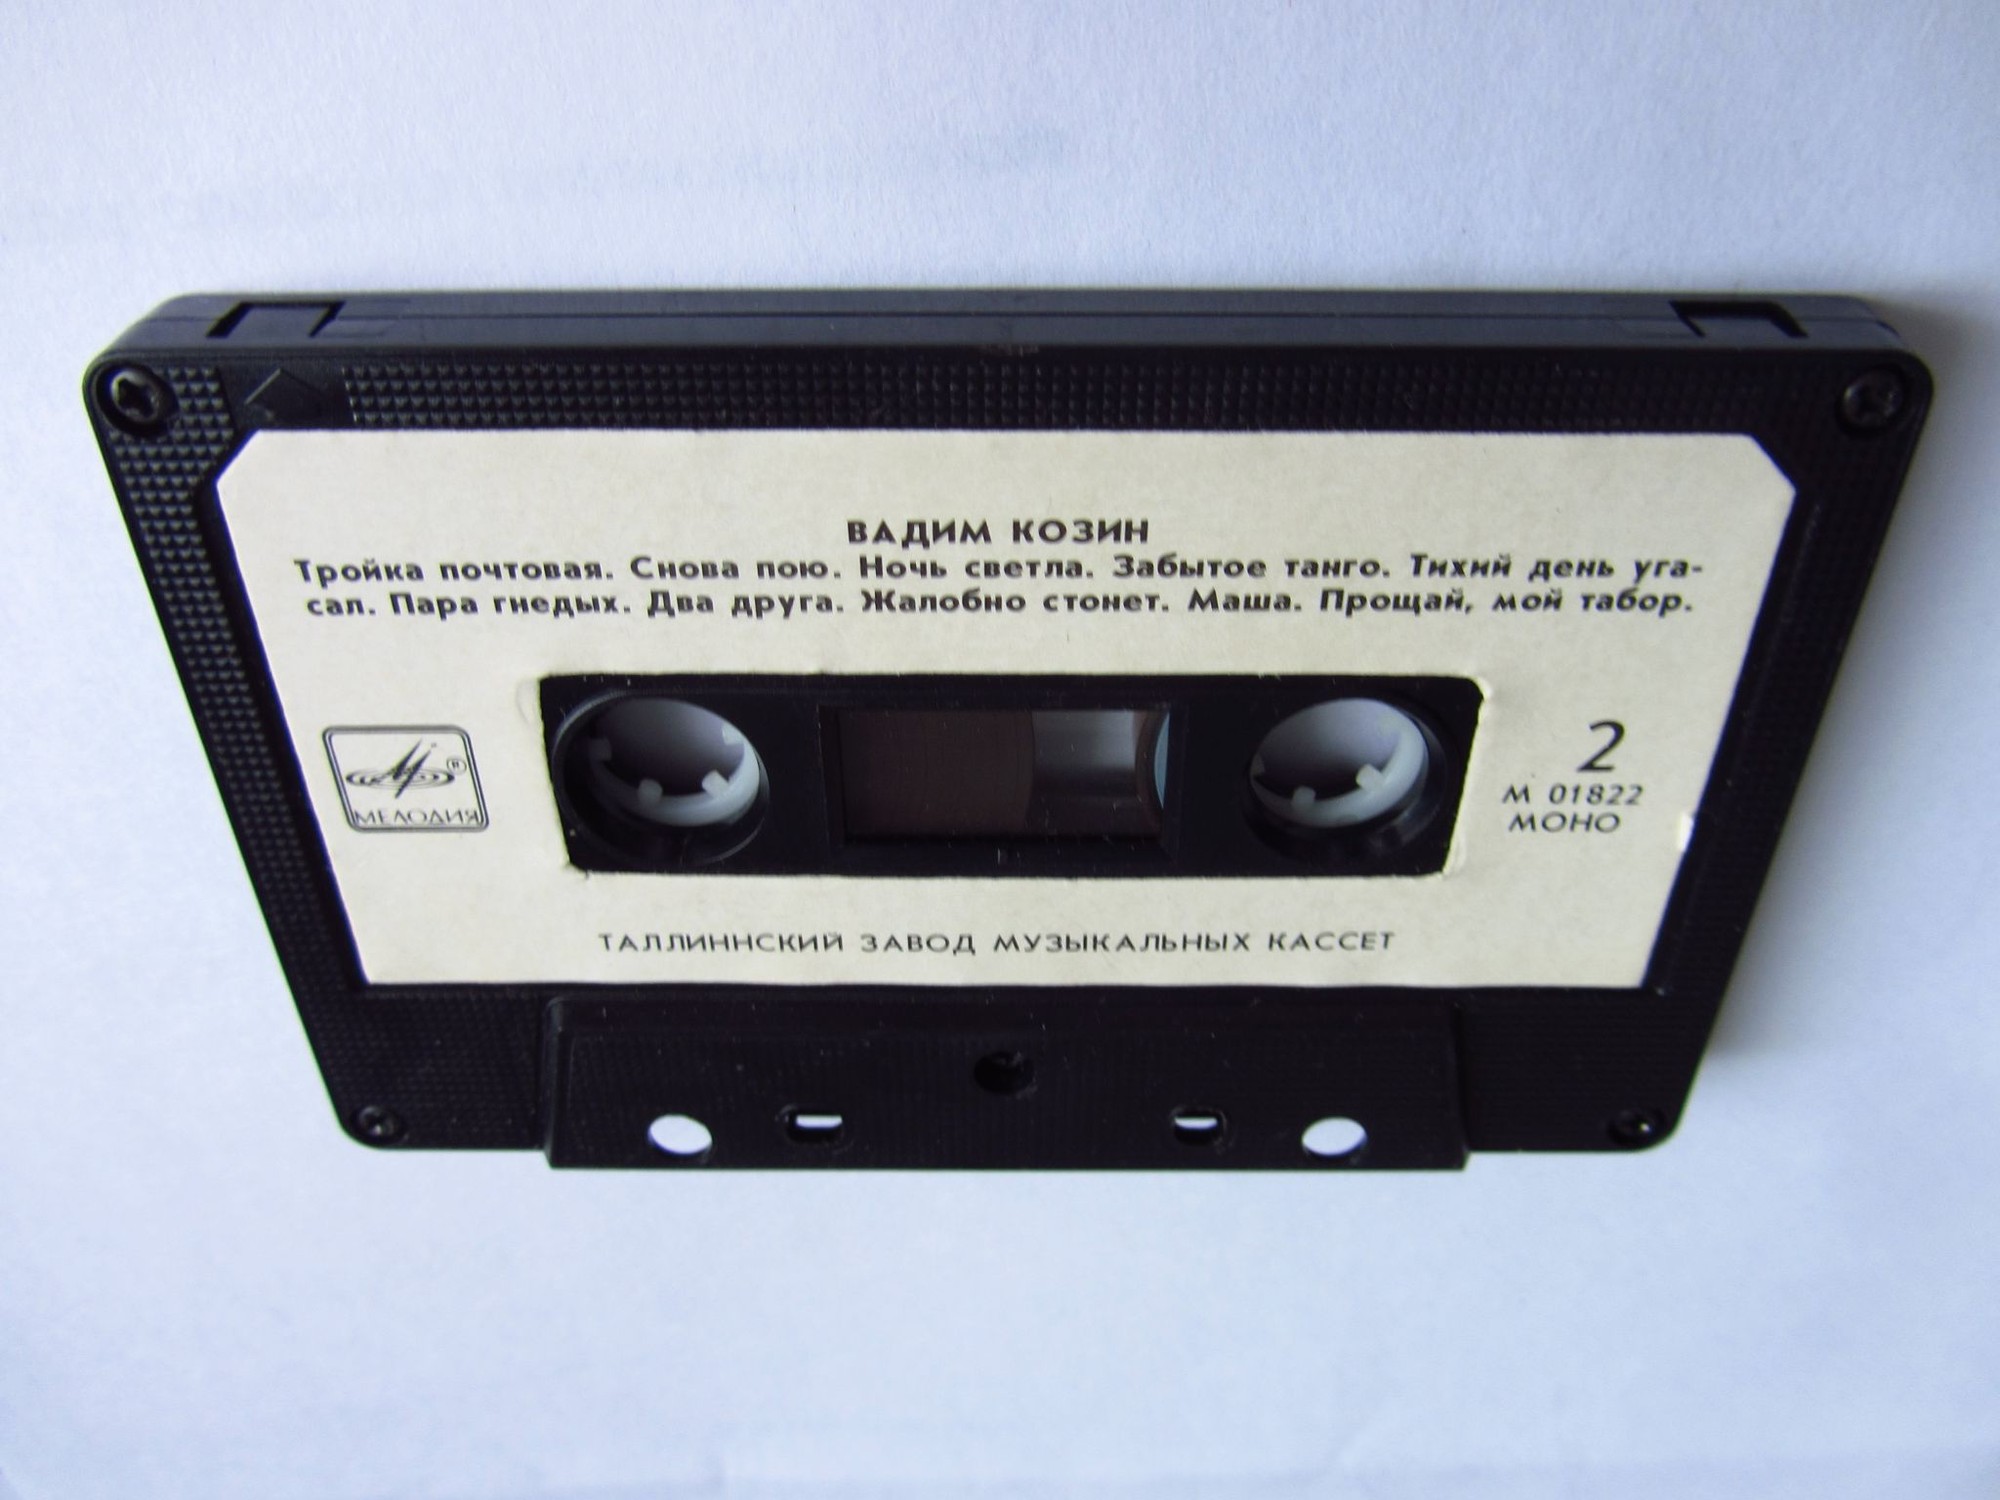 ВАДИМ КОЗИН
Тройка почтовая. Снова пою. Ночь светла. Забытое танго. Тихий день уга-
сал. Пара гнедых. Два друга. Жалобно стонет. Маша. Прощай, мой табор.
®
МЕЛОДИЯ
2
М 01822
МОНО
ТАЛЛИННСКИЙ ЗАВОД МУЗЫКАЛЬНЫХ КАССЕТ